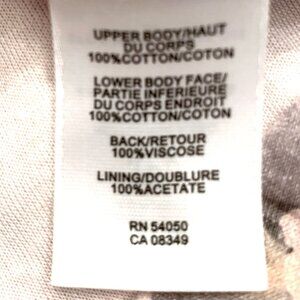 UPPER BODY/HAUT
DU CORPS
100%COTTON/COTON
LOWER BODY FACE/
PARTIE INFERIEURE
DU CORPS ENDROIT
100%COTTON/COTON
BACK/RETOUR
100%VISCOSE
LINING/DOUBLURE
100%ACETATE
RN 54050
CA 08349